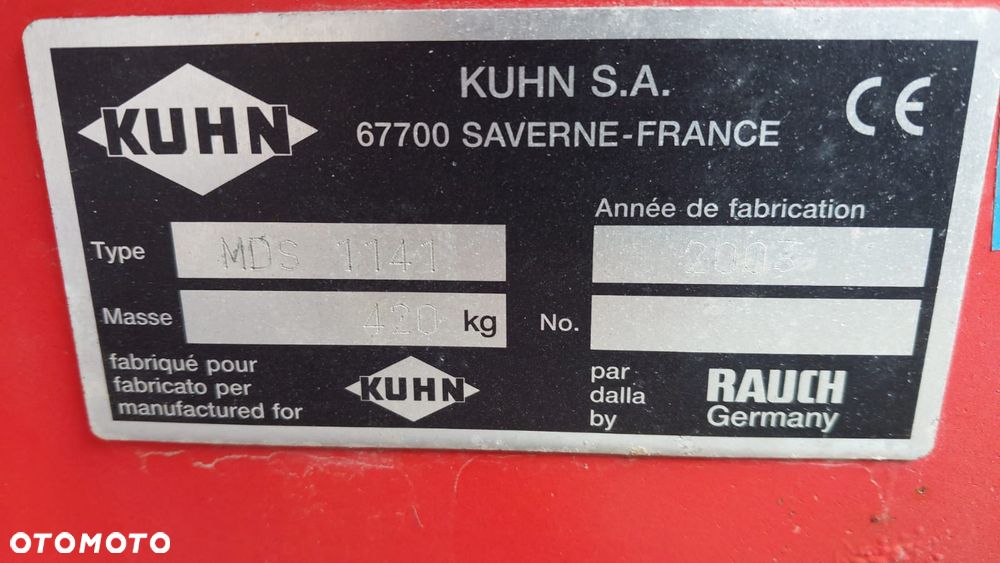 KUHN
KUHN S.A.
67700 SAVERNE-FRANCE
CE
Année de fabrication
Type MDS 1141 2003
Masse 420 kg No.
fabriqué pour
fabricato per
manufactured for
KUHN
par
dalla
by
RAUCH
Germany
OTOMOTO